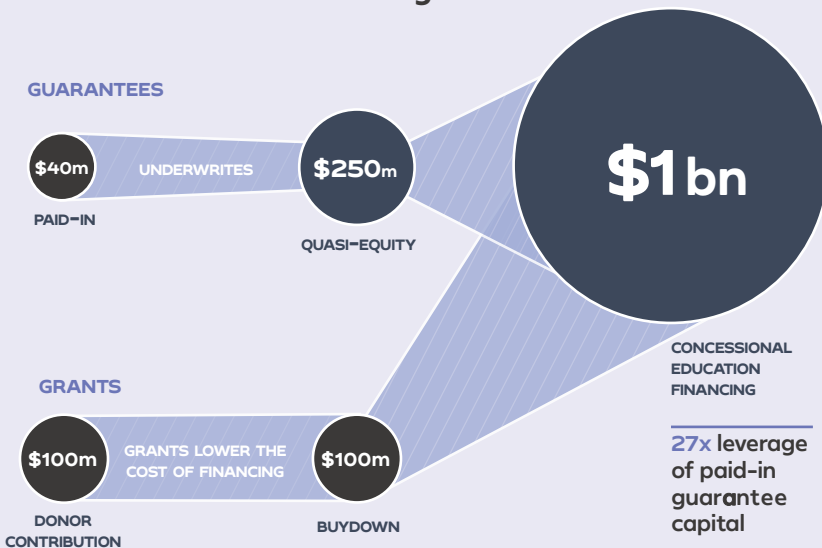 GUARANTEES
$40m
UNDERWRITES
$250m
$1bn
PAID-IN
QUASI-EQUITY
CONCESSIONAL
EDUCATION
FINANCING
GRANTS
$100m
GRANTS LOWER THE
COST OF FINANCING
$100m
DONOR
CONTRIBUTION
BUYDOWN
27x leverage
of paid-in
guarantee
capital